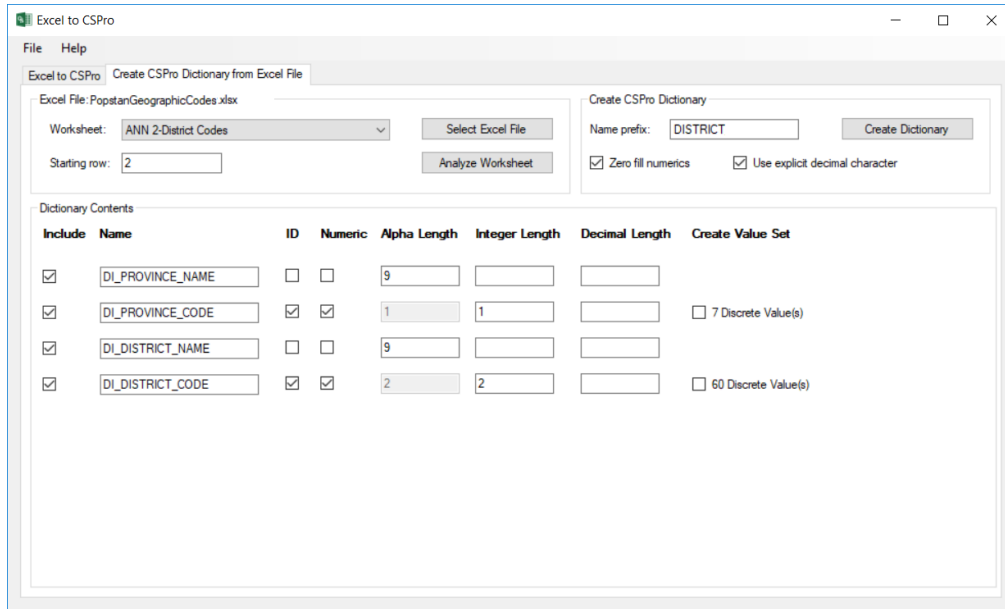 Excel to CSPro
File Help
Excel to CSPro Create CSPro Dictionary from Excel File
Excel File: PopstanGeographicCodes.xlsx
Worksheet: ANN 2-District Codes Select Excel File
Starting row: 2 Analyze Worksheet
Create CSPro Dictionary
Name prefix: DISTRICT Create Dictionary
Zero fill numerics Use explicit decimal character
Dictionary Contents
Include Name ID Numeric Alpha Length Integer Length Decimal Length Create Value Set
DI_PROVINCE_NAME 9
DI_PROVINCE_CODE 1 1 7 Discrete Value(s)
DI_DISTRICT_NAME 9
DI_DISTRICT_CODE 2 2 60 Discrete Value(s)